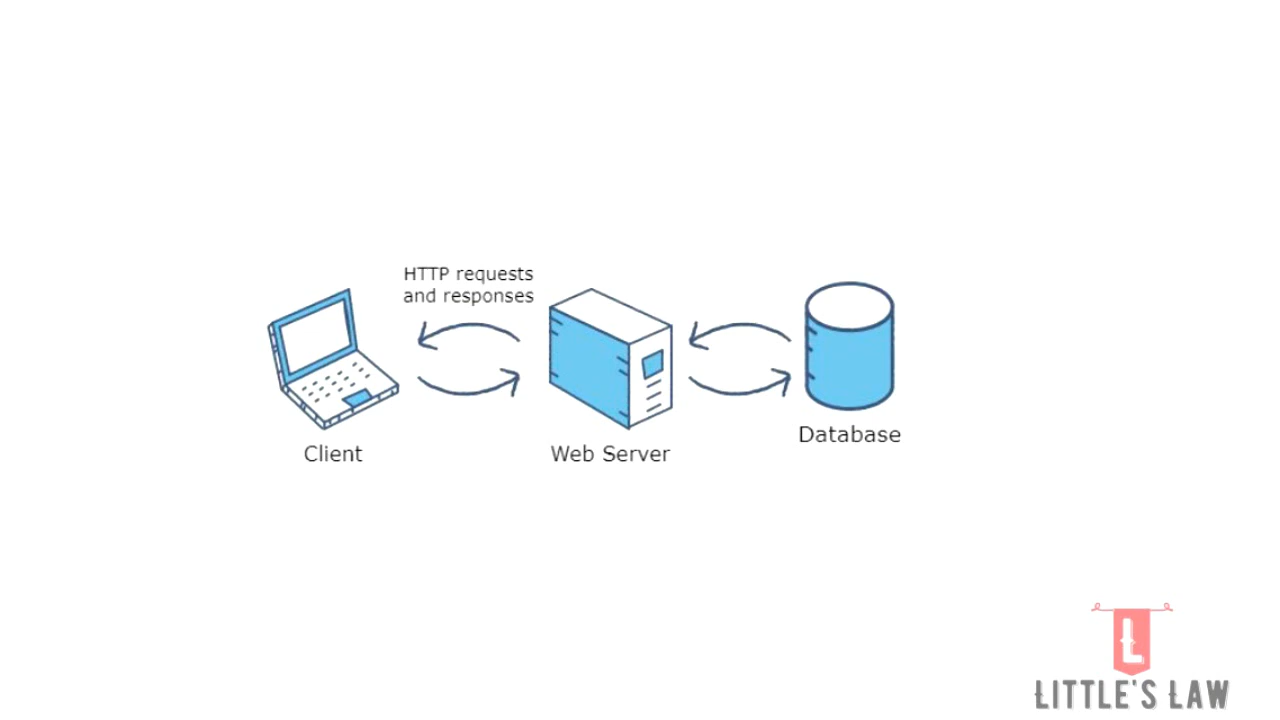 HTTP requests
and responses
Client
Web Server
Database
L
LITTLE'S LAW